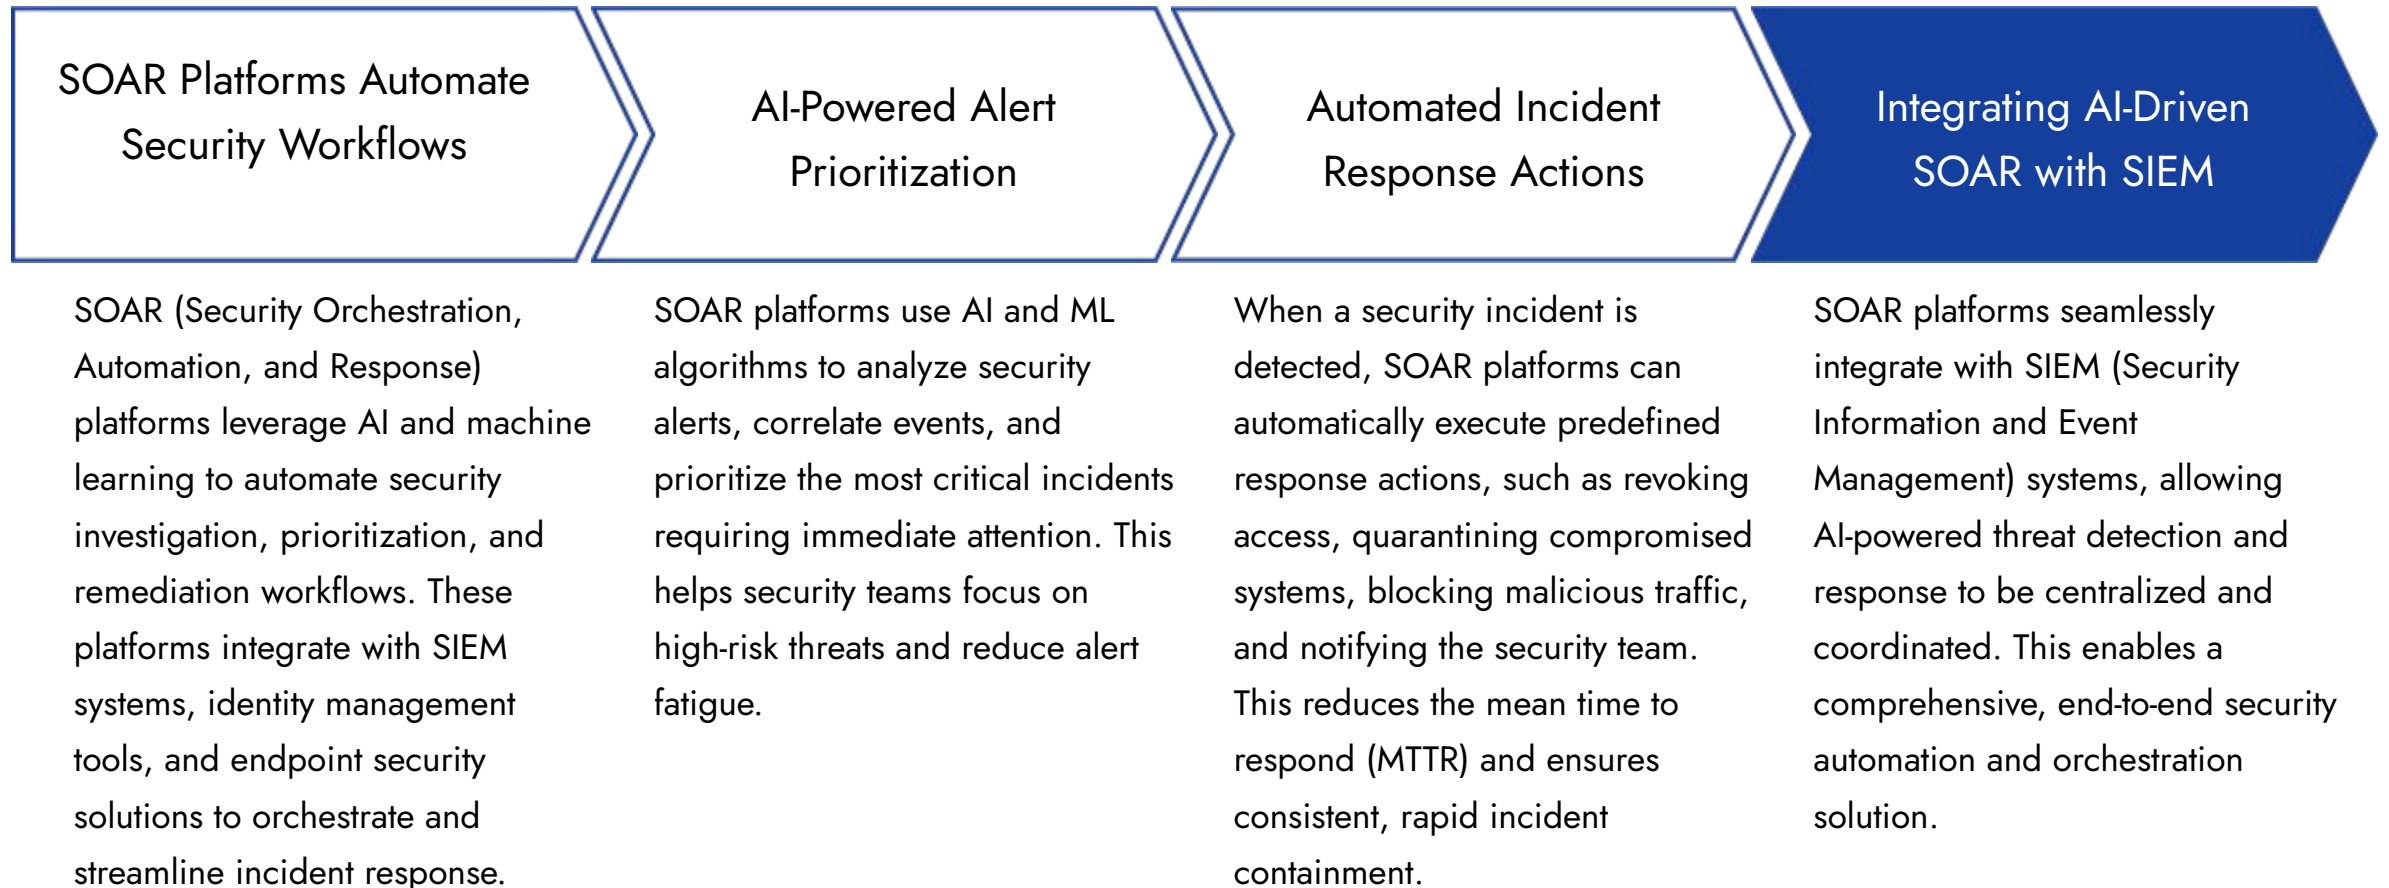 SOAR Platforms Automate
Security Workflows
SOAR (Security Orchestration,
Automation, and Response)
platforms leverage AI and machine
learning to automate security
investigation, prioritization, and
remediation workflows. These
platforms integrate with SIEM
systems, identity management
tools, and endpoint security
solutions to orchestrate and
streamline incident response.
AI-Powered Alert
Prioritization
SOAR platforms use AI and ML
algorithms to analyze security
alerts, correlate events, and
prioritize the most critical incidents
requiring immediate attention. This
helps security teams focus on
high-risk threats and reduce alert
fatigue.
Automated Incident
Response Actions
When a security incident is
detected, SOAR platforms can
automatically execute predefined
response actions, such as revoking
access, quarantining compromised
systems, blocking malicious traffic,
and notifying the security team.
This reduces the mean time to
respond (MTTR) and ensures
consistent, rapid incident
containment.
Integrating AI-Driven
SOAR with SIEM
SOAR platforms seamlessly
integrate with SIEM (Security
Information and Event
Management) systems, allowing
AI-powered threat detection and
response to be centralized and
coordinated. This enables a
comprehensive, end-to-end security
automation and orchestration
solution.